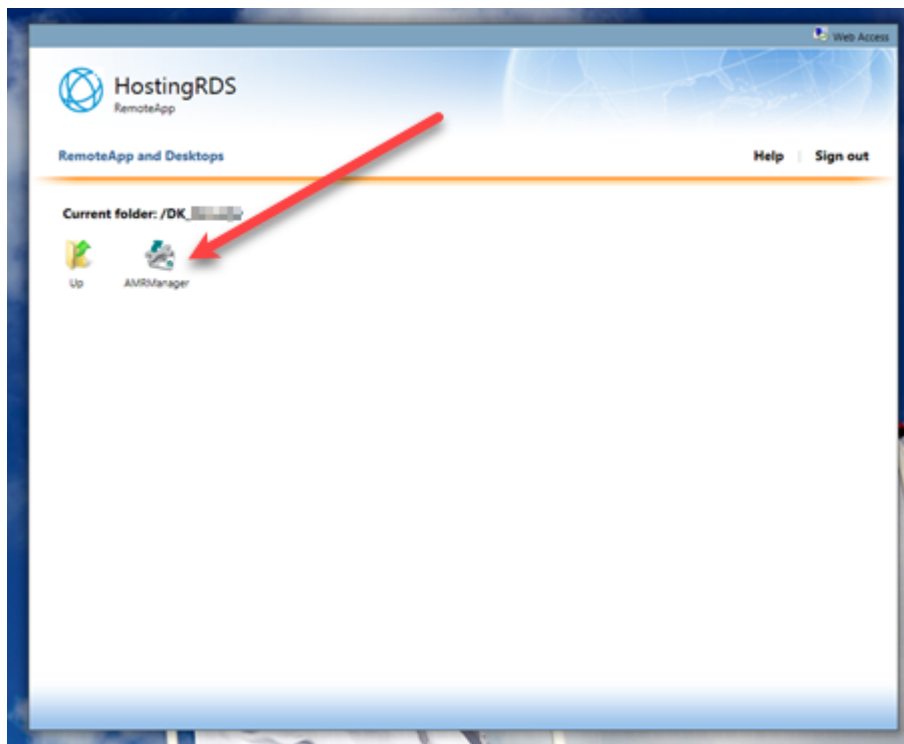 Web Access
HostingRDS
RemoteApp
RemoteApp and Desktops
Help | Sign out
Current folder: /DK_
Up AMRManager